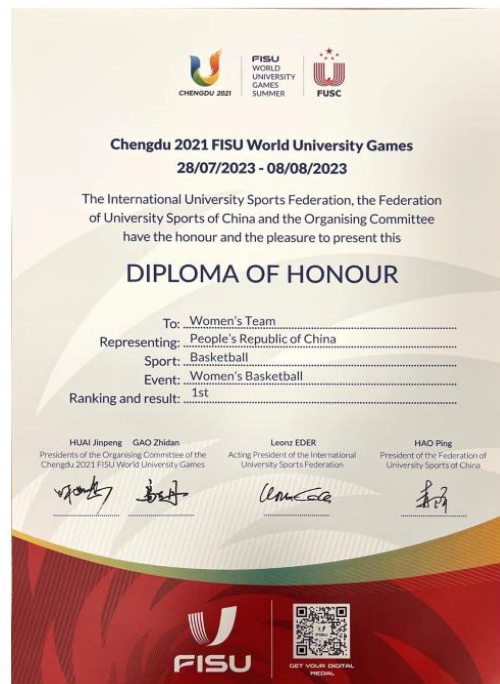 CHENGDU 2021
FISU
WORLD
UNIVERSITY
GAMES
SUMMER
FUSC
Chengdu 2021 FISU World University Games
28/07/2023 - 08/08/2023
The International University Sports Federation, the Federation
of University Sports of China and the Organising Committee
have the honour and the pleasure to present this
DIPLOMA OF HONOUR
To: Women's Team
Representing: People's Republic of China
Sport: Basketball
Event: Women's Basketball
Ranking and result: 1st
HUAI Jinpeng GAO Zhidan
Presidents of the Organising Committee of the
Chengdu 2021 FISU World University Games
Leonz EDER
Acting President of the International
University Sports Federation
HAO Ping
President of the Federation of
University Sports of China
FISU
GET YOUR DIGITAL
MEDAL